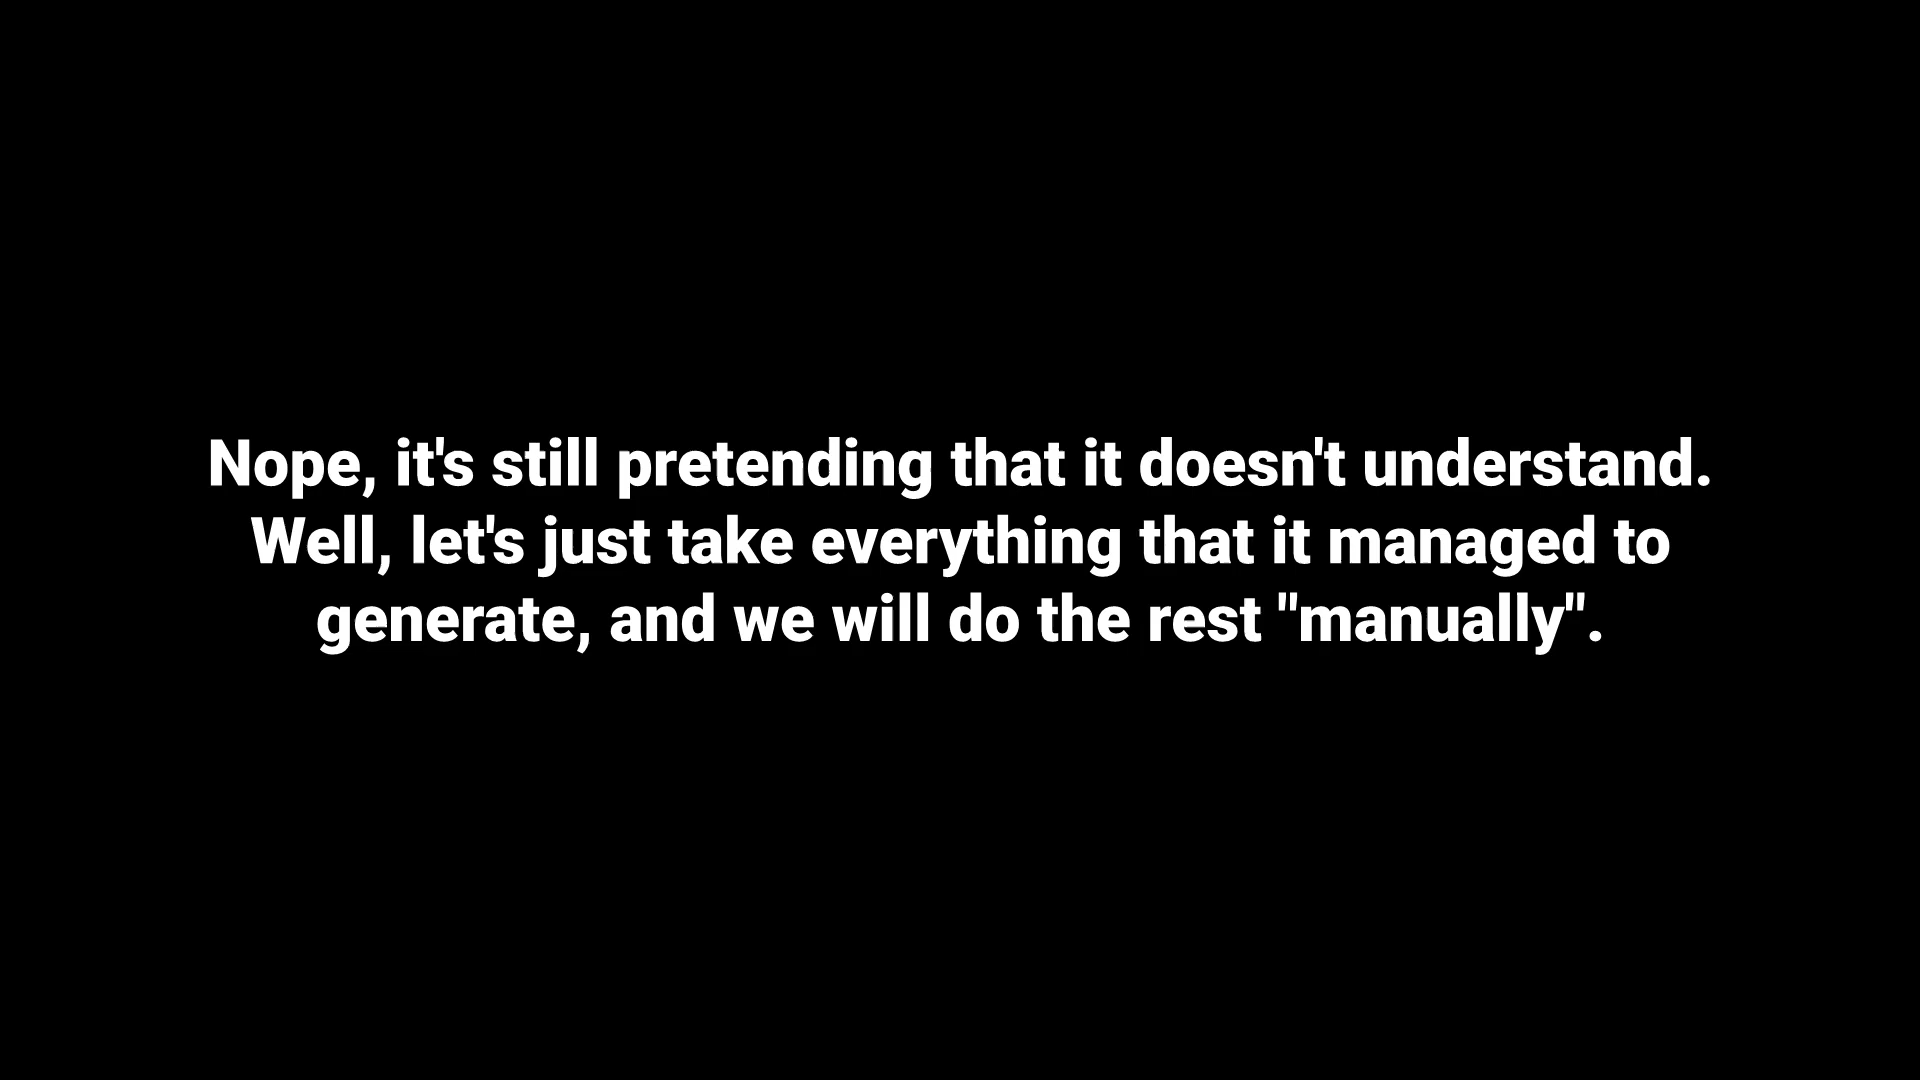 Nope, it's still pretending that it doesn't understand.
Well, let's just take everything that it managed to
generate, and we will do the rest "manually".